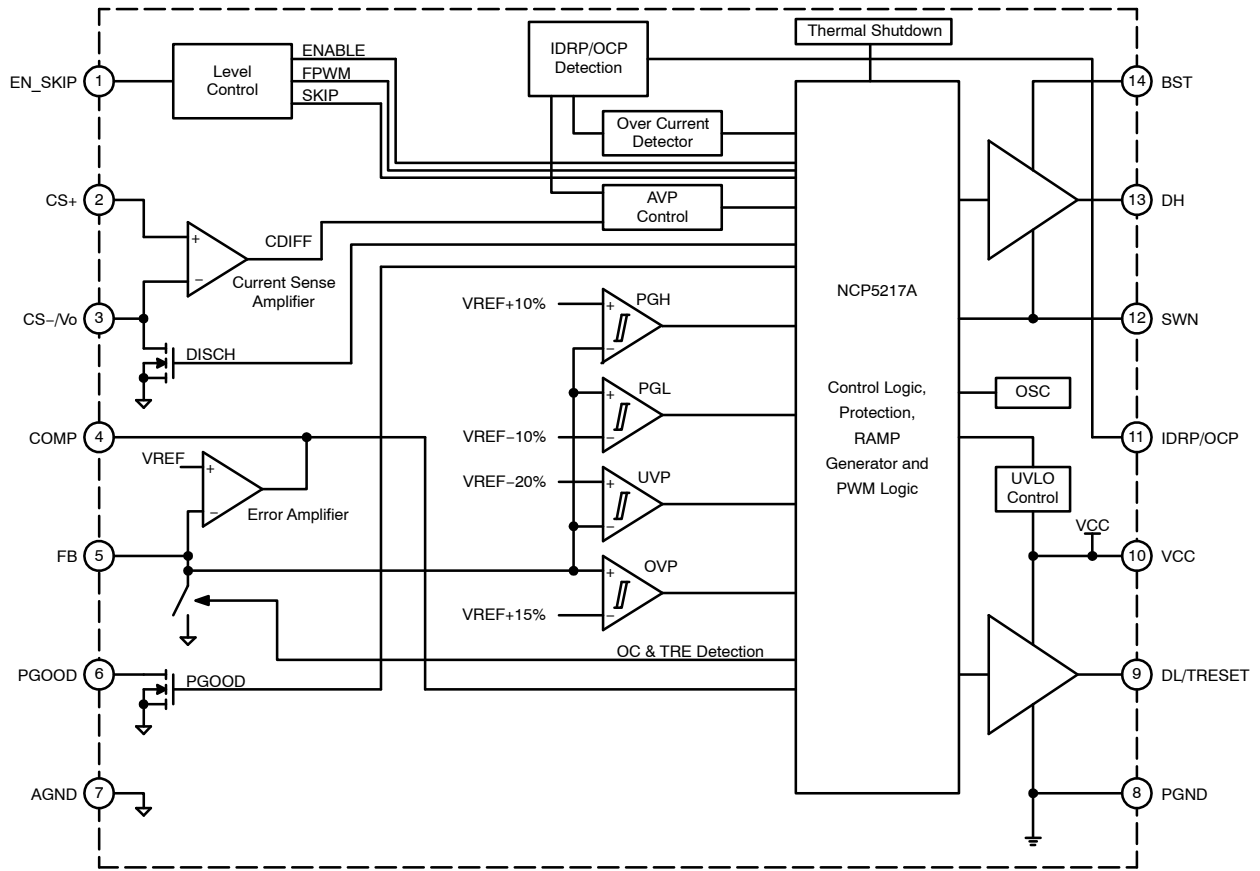 Thermal Shutdown
IDRP/OCP
Detection
ENABLE
FPWM
SKIP
Level
Control
EN_SKIP
1
14
BST
Over Current
Detector
CS+
2
AVP
Control
13
DH
+
CDIFF
−
Current Sense
Amplifier
NCP5217A
VREF+10%
+
PGH
−
CS−/Vo
3
12
SWN
DISCH
PGL
+
VREF−10%
−
Control Logic,
Protection,
RAMP
Generator and
PWM Logic
OSC
COMP
4
11
IDRP/OCP
VREF
+
−
Error Amplifier
VREF−20%
+
UVP
−
UVLO
Control
VCC
FB
5
10
VCC
OVP
+
VREF+15%
−
OC & TRE Detection
PGOOD
6
PGOOD
9
DL/TRESET
AGND
7
8
PGND